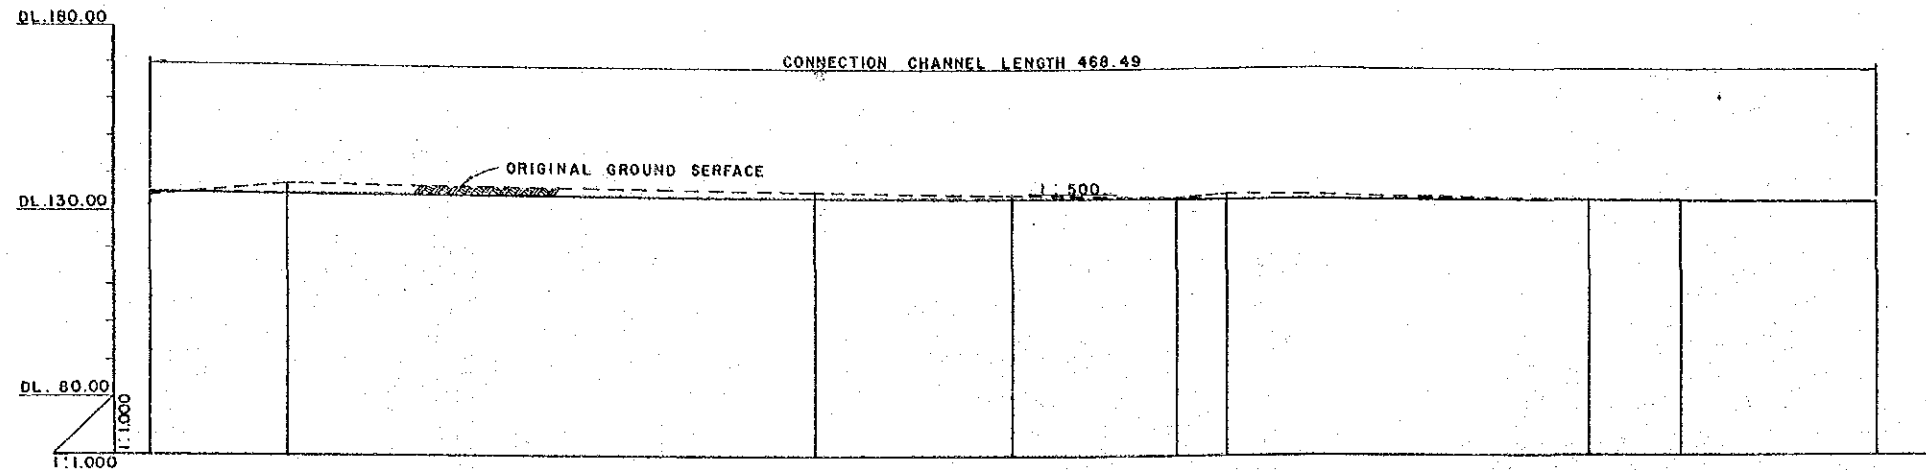 DL.180.00
CONNECTION CHANNEL LENGTH 468.49
ORIGINAL GROUND SERFACE
1:500
DL.130.00
DL. 80.00
1:1.000
1:1.000